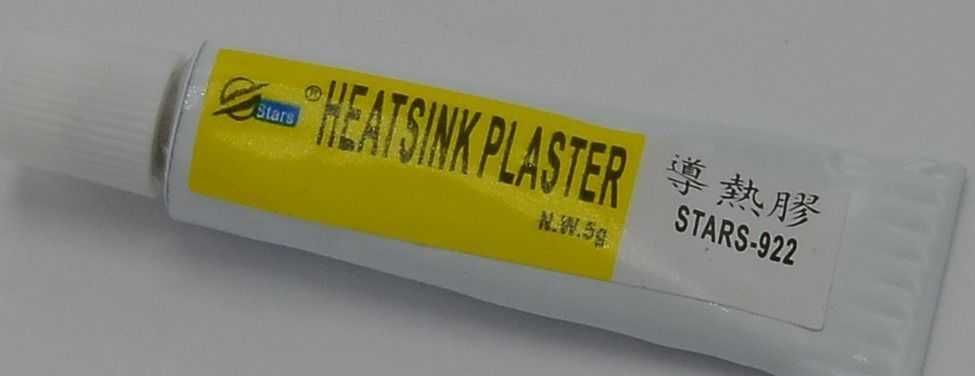 Stars
® HEATSINK PLASTER
N.W.5g
導熱膠
STARS-922